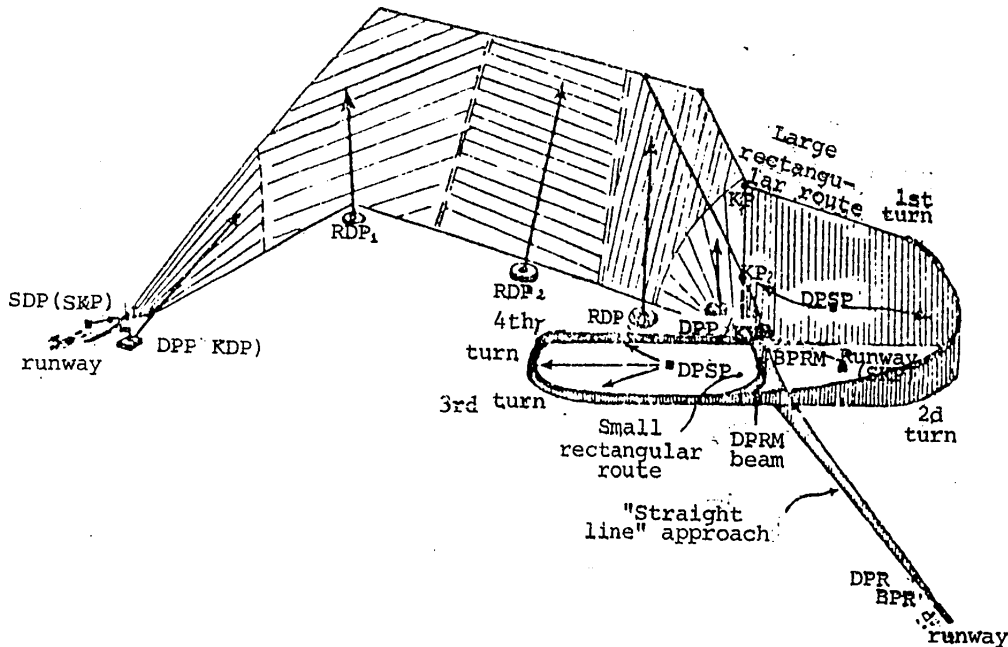 Large
rectangu-
lar route
1st
turn
KP
RDP₁
KP₂
RDP₂
DPSP
SDP(SKP)
RDP
DPP
4th
runway
DPP KDP)
turn
DPSP
BPRM
Runway
(SKP)
3rd turn
2d
turn
Small
rectangular
route
DPRM
beam
"Straight
line" approach
DPR
BPR
runway